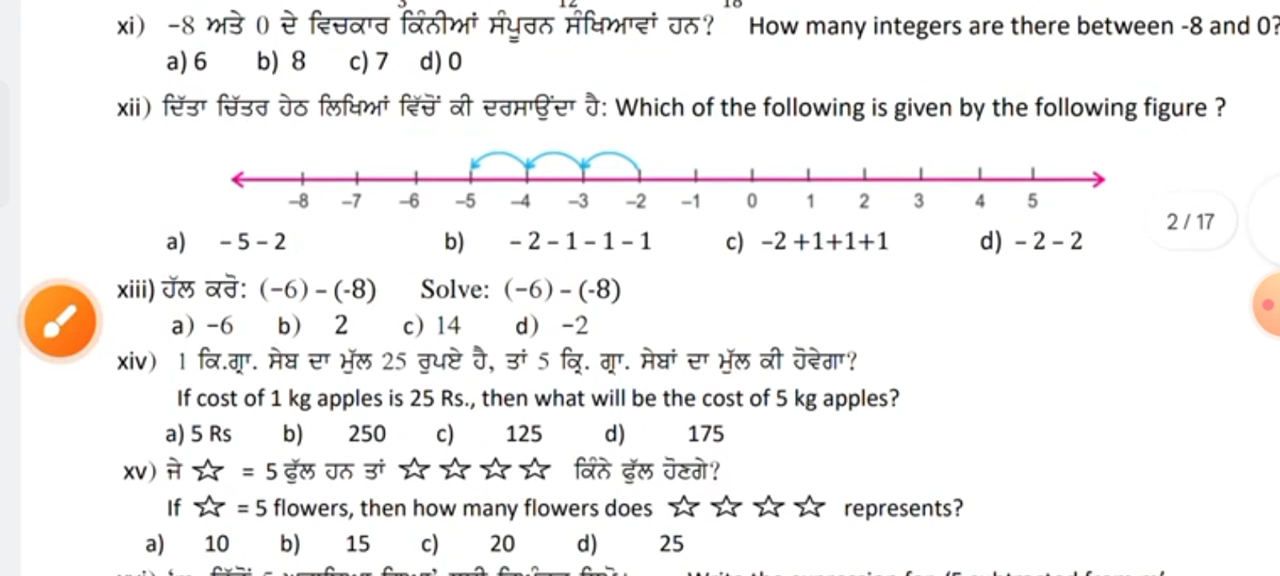 xi) -8 ਅਤੇ 0 ਦੇ ਵਿਚਕਾਰ ਕਿੰਨੀਆਂ ਸੰਪੂਰਨ ਸੰਖਿਆਵਾਂ ਹਨ? How many integers are there between -8 and 0?
a) 6 b) 8 c) 7 d) 0
xii) ਦਿੱਤਾ ਚਿੱਤਰ ਹੇਠ ਲਿਖਿਆਂ ਵਿੱਚੋਂ ਕੀ ਦਰਸਾਉਂਦਾ ਹੈ: Which of the following is given by the following figure ?
-8 -7 -6 -5 -4 -3 -2 -1 0 1 2 3 4 5
2 / 17
a) - 5 - 2 b) - 2 - 1 - 1 - 1 c) -2 +1+1+1 d) - 2 - 2
xiii) ਹੱਲ ਕਰੋ: (-6) - (-8) Solve: (-6) - (-8)
a) -6 b) 2 c) 14 d) -2
xiv) 1 ਕਿ.ਗ੍ਰਾ. ਸੇਬ ਦਾ ਮੁੱਲ 25 ਰੁਪਏ ਹੈ, ਤਾਂ 5 ਕ੍ਰਿ. ਗ੍ਰਾ. ਸੇਬਾਂ ਦਾ ਮੁੱਲ ਕੀ ਹੋਵੇਗਾ?
If cost of 1 kg apples is 25 Rs., then what will be the cost of 5 kg apples?
a) 5 Rs b) 250 c) 125 d) 175
xv) ਜੇ ☆ = 5 ਫੁੱਲ ਹਨ ਤਾਂ ☆ ☆ ☆ ☆ ਕਿੰਨੇ ਫੁੱਲ ਹੋਣਗੇ?
If ☆ = 5 flowers, then how many flowers does ☆ ☆ ☆ ☆ represents?
a) 10 b) 15 c) 20 d) 25